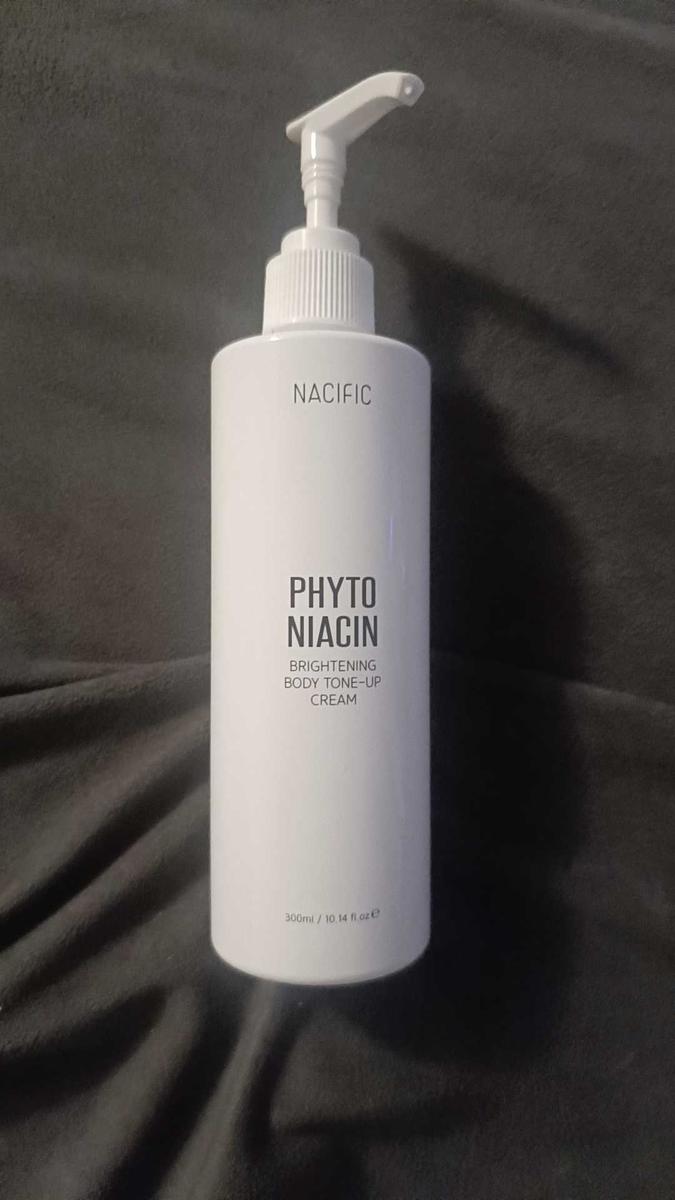 NACIFIC
PHYTO
NIACIN
BRIGHTENING
BODY TONE-UP
CREAM
300ml / 10.14 fl.oz ℮